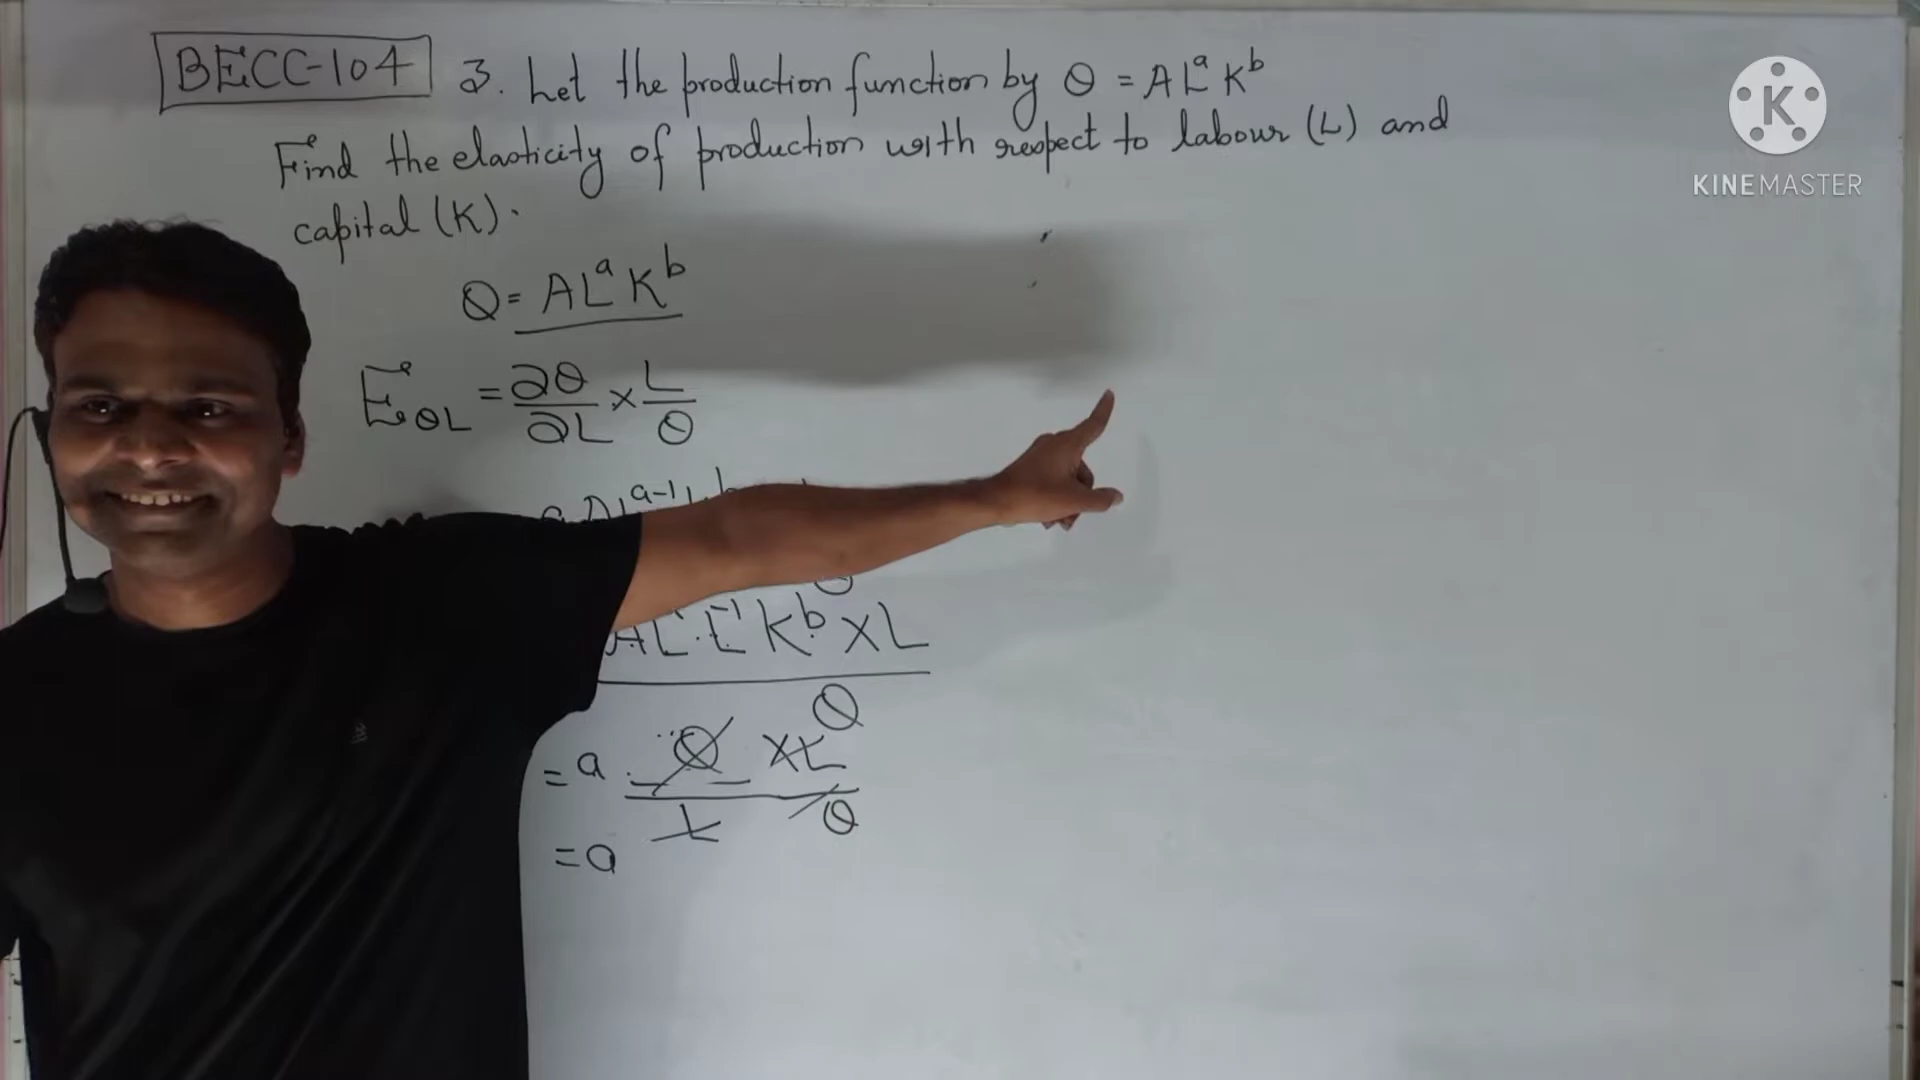 BECC-104 3. Let the production function by Q = AL^a K^b
Find the elasticity of production with respect to labour (L) and
capital (K).
Q = AL^a K^b
E_QL = ∂Q/∂L × L/Q
a-1
K^b × L
Q
= a Q × L
L Q
= a
K
KINEMASTER